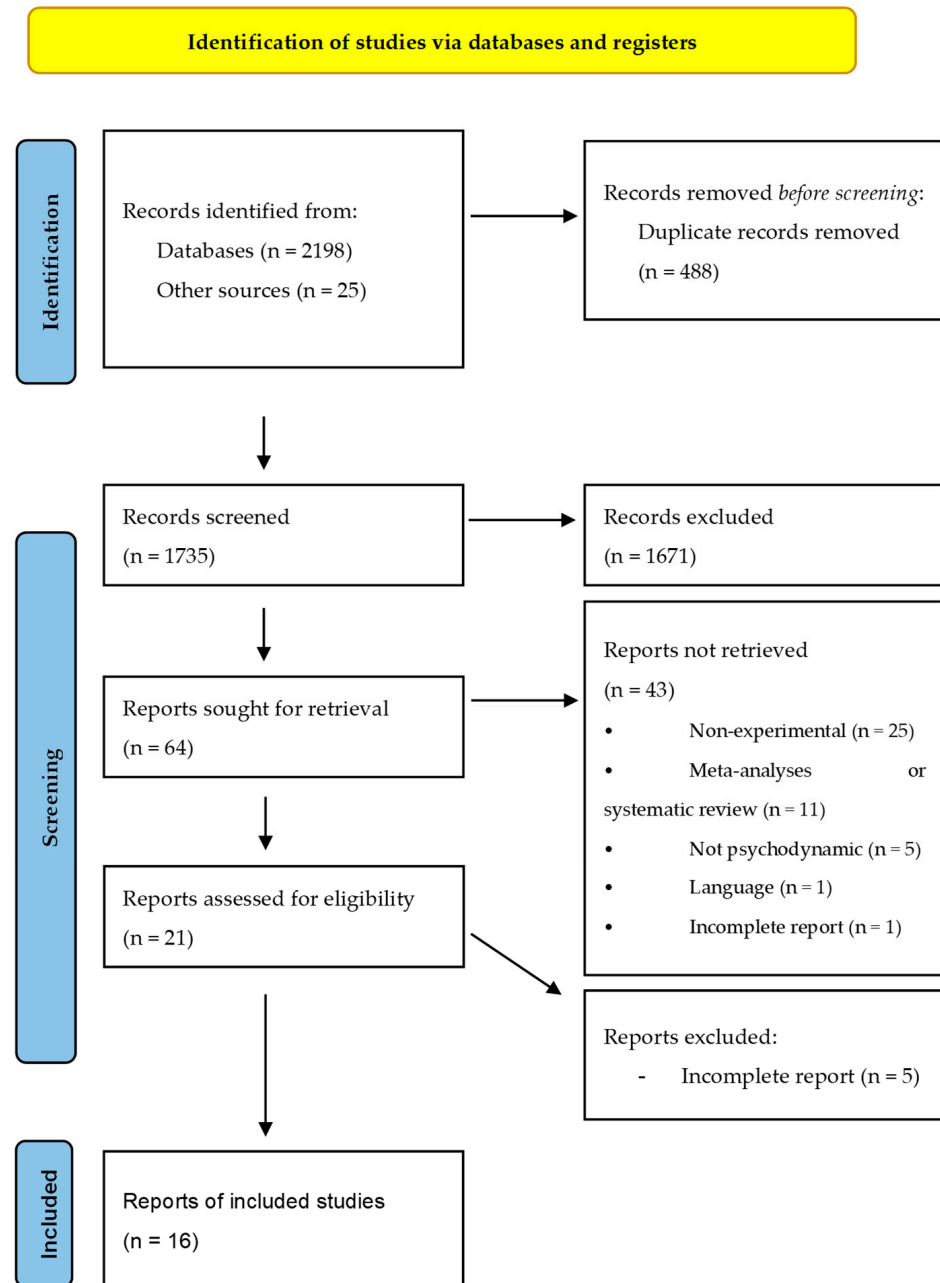 Identification of studies via databases and registers
Identification
Records identified from:
Databases (n = 2198)
Other sources (n = 25)
Records removed before screening:
Duplicate records removed
(n = 488)
Screening
Records screened
(n = 1735)
Records excluded
(n = 1671)
Reports sought for retrieval
(n = 64)
Reports not retrieved
(n = 43)
• Non-experimental (n = 25)
• Meta-analyses or
systematic review (n = 11)
• Not psychodynamic (n = 5)
• Language (n = 1)
• Incomplete report (n = 1)
Reports assessed for eligibility
(n = 21)
Reports excluded:
- Incomplete report (n = 5)
Included
Reports of included studies
(n = 16)